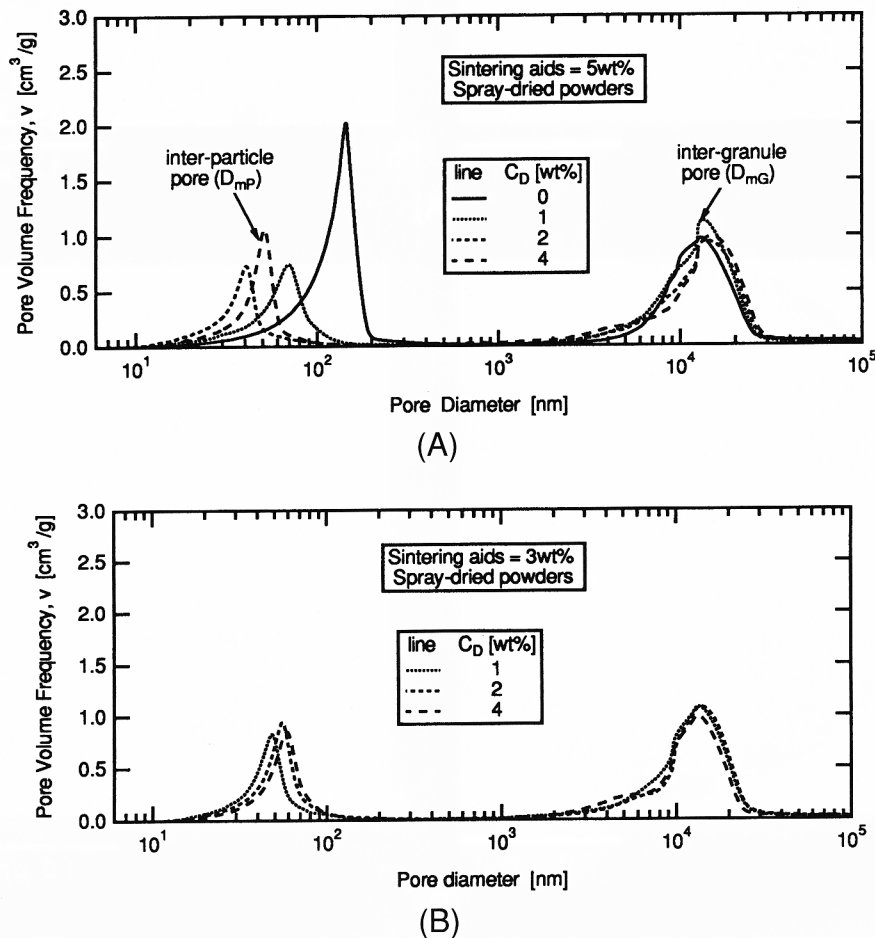 3.0
2.5
2.0
1.5
1.0
0.5
0.0
Pore Volume Frequency, v [cm³/g]
Sintering aids = 5wt%
Spray-dried powders
inter-particle
pore (D_mP)
line C_D [wt%]
0
1
2
4
inter-granule
pore (D_mG)
10¹ 10² 10³ 10⁴ 10⁵
Pore Diameter [nm]
(A)
3.0
2.5
2.0
1.5
1.0
0.5
0.0
Pore Volume Frequency, v [cm³/g]
Sintering aids = 3wt%
Spray-dried powders
line C_D [wt%]
1
2
4
10¹ 10² 10³ 10⁴ 10⁵
Pore diameter [nm]
(B)